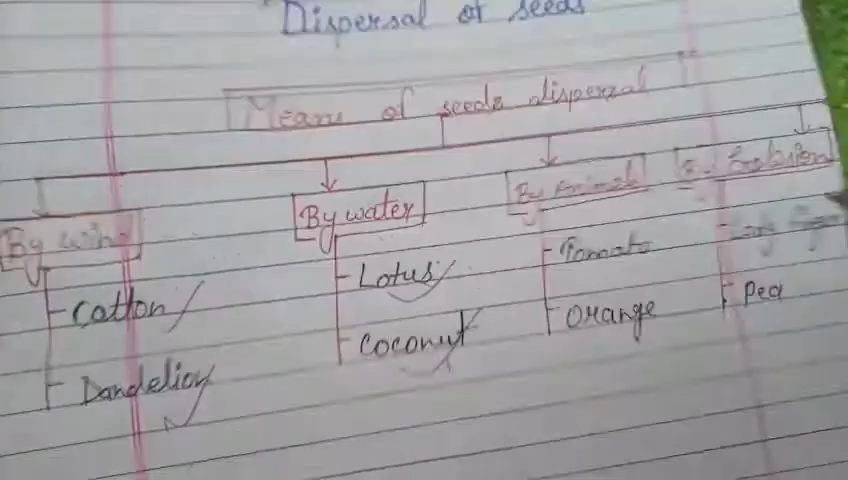 Dispersal of seeds
Means of seeds dispersal
By wind
By water
By Animals
By Explosion
Cotton
Dandelion
Lotus
Coconut
Tomato
Orange
Lady
Pea